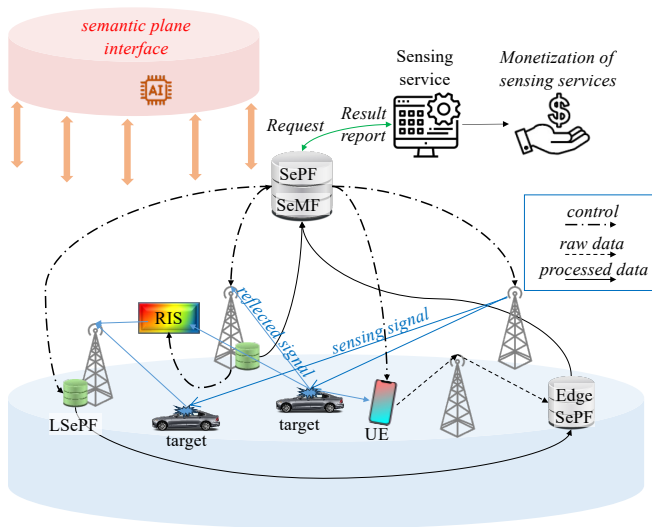 semantic plane
interface
AI
Sensing
service
Monetization of
sensing services
$
Request
Result
report
SePF
SeMF
control
raw data
processed data
reflected signal
sensing signal
RIS
LSePF
target
target
UE
Edge
SePF